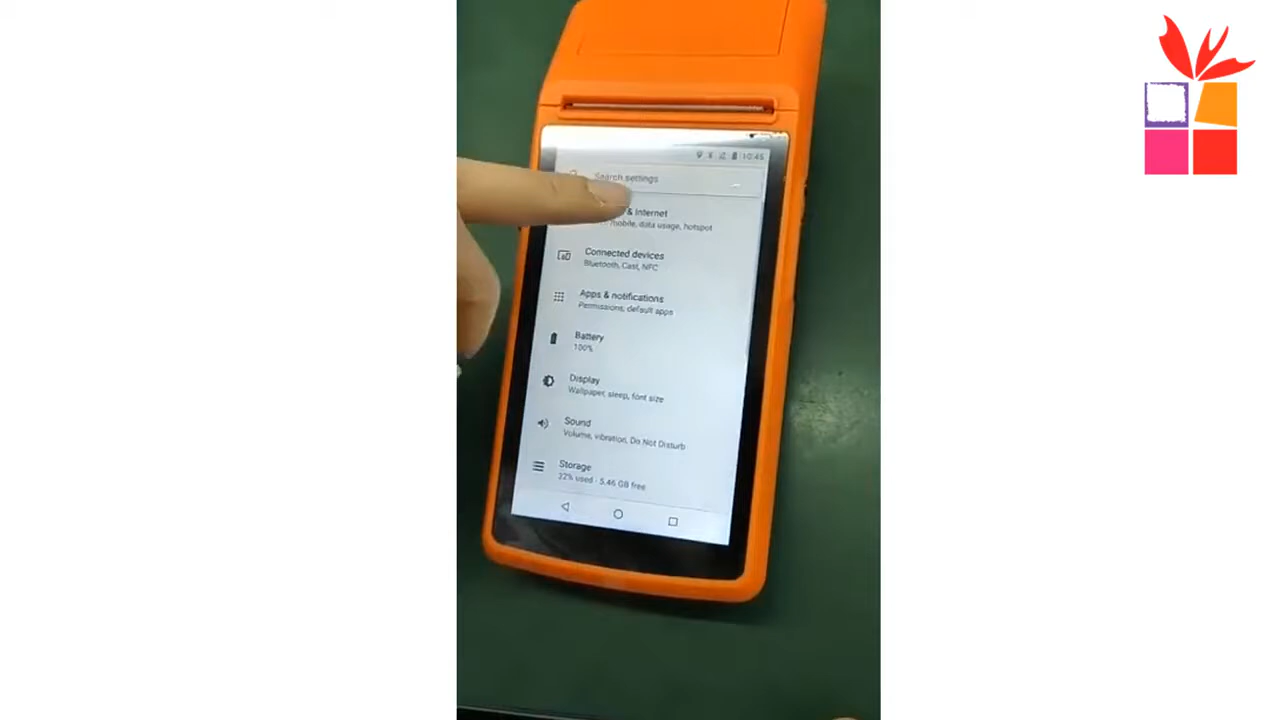 10:45
Search settings
& Internet
mobile, data usage, hotspot
Connected devices
Bluetooth, Cast, NFC
Apps & notifications
Permissions, default apps
Battery
100%
Display
Wallpaper, sleep, font size
Sound
Volume, vibration, Do Not Disturb
Storage
22% used - 5.46 GB free